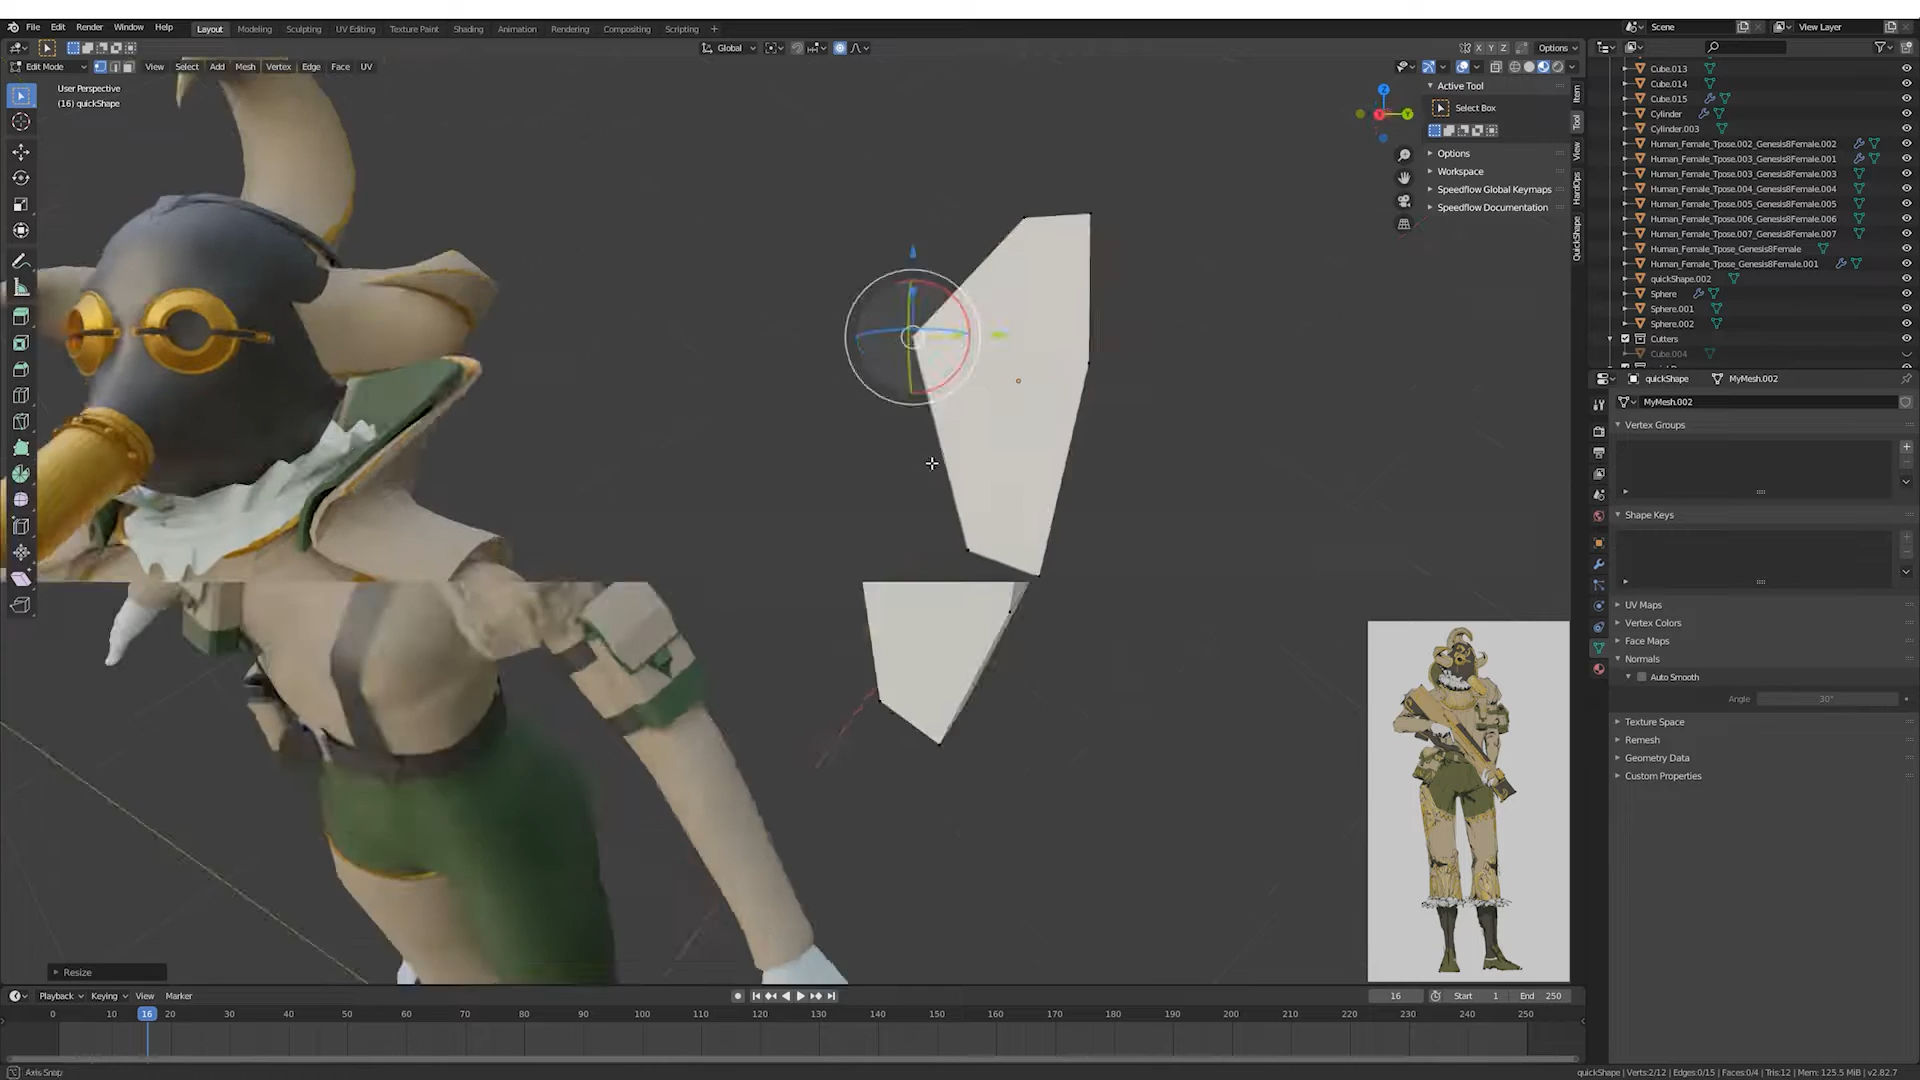 File Edit Render Window Help Layout Modeling Sculpting UV Editing Texture Paint Shading Animation Rendering Compositing Scripting + Scene View Layer
Global X Y Z Options
Edit Mode View Select Add Mesh Vertex Edge Face UV
User Perspective
(16) quickShape
Z
Active Tool
Select Box
Options
Workspace
Speedflow Global Keymaps
Speedflow Documentation
Item
Tool
View
HardOps
QuickShape
Cube.013
Cube.014
Cube.015
Cylinder
Cylinder.003
Human_Female_Tpose.002_Genesis8Female.002
Human_Female_Tpose.003_Genesis8Female.001
Human_Female_Tpose.003_Genesis8Female.003
Human_Female_Tpose.004_Genesis8Female.004
Human_Female_Tpose.005_Genesis8Female.005
Human_Female_Tpose.006_Genesis8Female.006
Human_Female_Tpose.007_Genesis8Female.007
Human_Female_Tpose_Genesis8Female
Human_Female_Tpose_Genesis8Female.001
quickShape.002
Sphere
Sphere.001
Sphere.002
Cutters
Cube.004
quickShape MyMesh.002
MyMesh.002
Vertex Groups
Shape Keys
UV Maps
Vertex Colors
Face Maps
Normals
Auto Smooth
Angle 30°
Texture Space
Remesh
Geometry Data
Custom Properties
Resize
Playback Keying View Marker 16 Start 1 End 250
0 10 16 20 30 40 50 60 70 80 90 100 110 120 130 140 150 160 170 180 190 200 210 220 230 240 250
Axis Snap quickShape | Verts:2/12 | Edges:0/15 | Faces:0/4 | Tris:12 | Mem: 125.5 MiB | v2.82.7